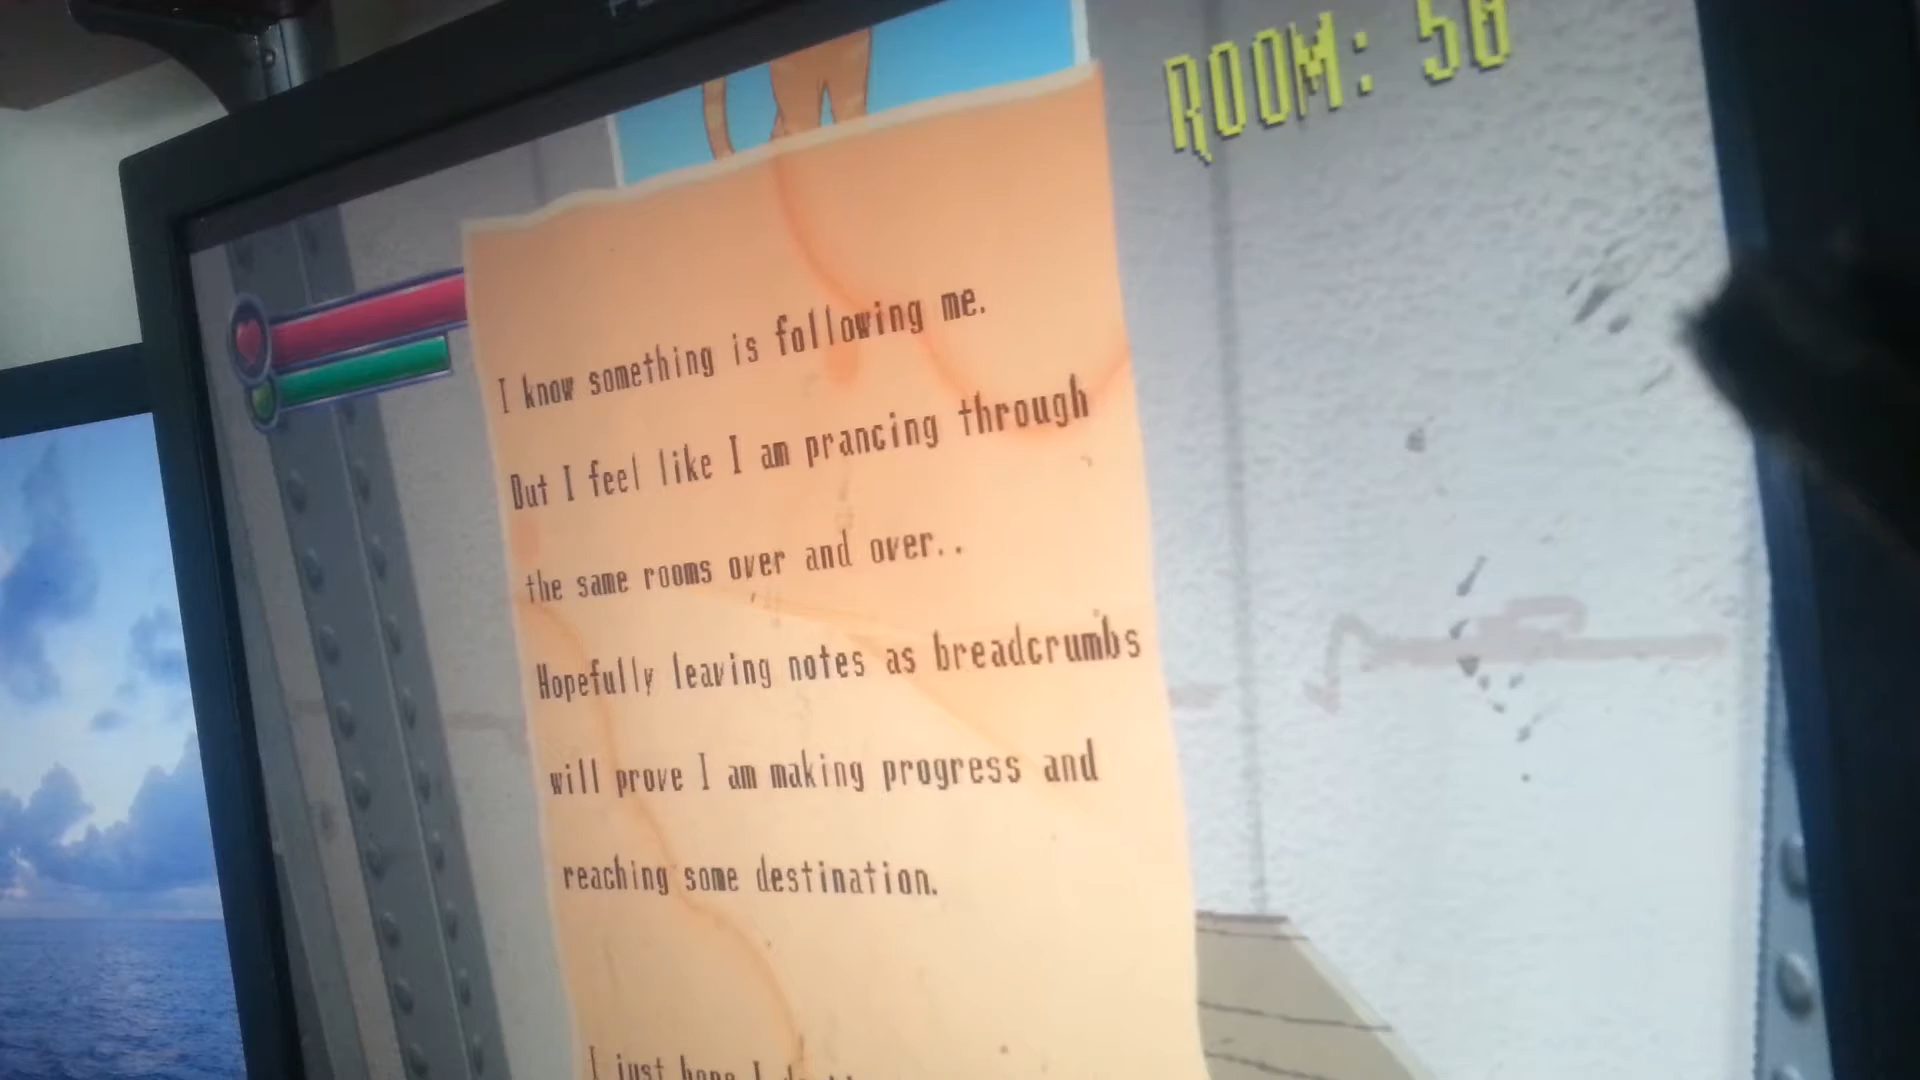 ROOM: 50
I know something is following me.
But I feel like I am prancing through
the same rooms over and over..
Hopefully leaving notes as breadcrumbs
will prove I am making progress and
reaching some destination.
I just hope I